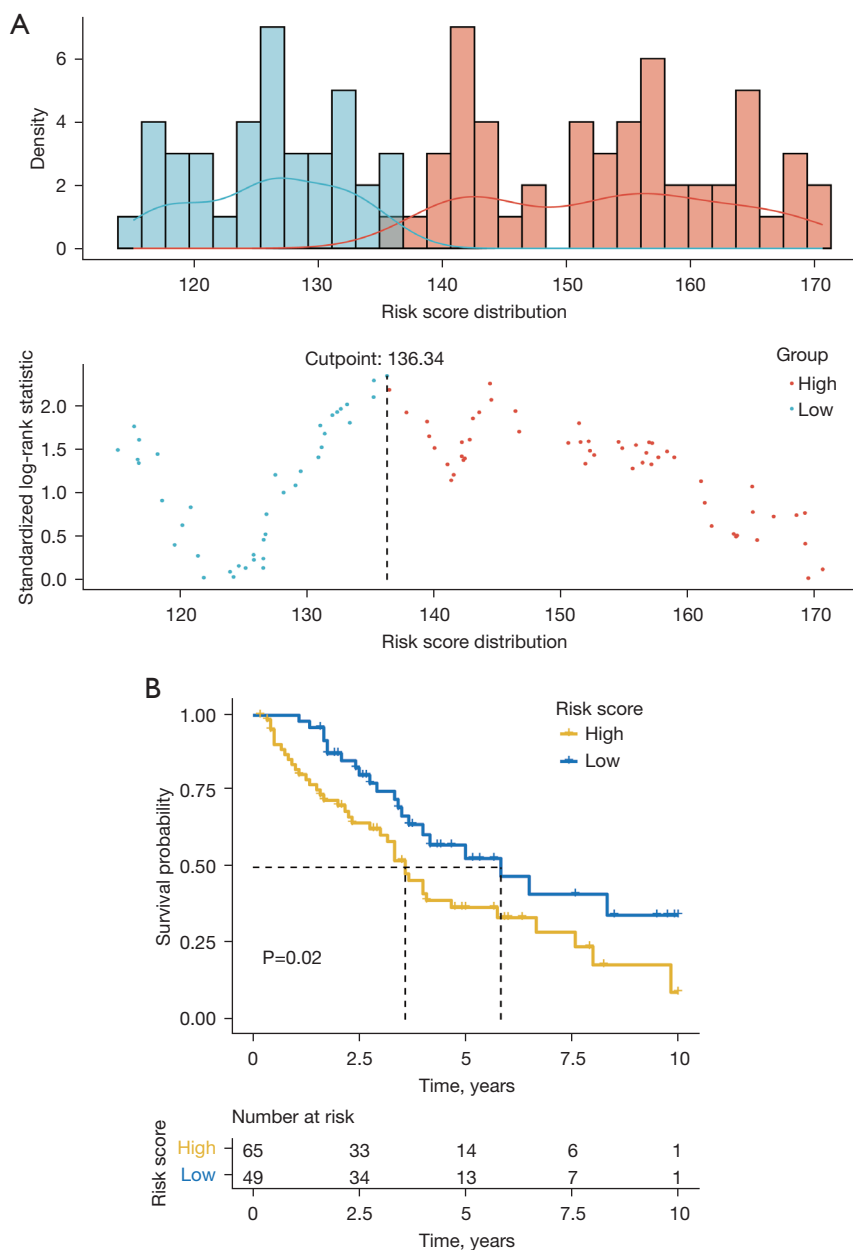 A
6
4
2
0
Density
120 130 140 150 160 170
Risk score distribution
Cutpoint: 136.34
Group
High
Low
2.0
1.5
1.0
0.5
0.0
Standardized log-rank statistic
120 130 140 150 160 170
Risk score distribution
B
Risk score
High
Low
1.00
0.75
0.50
0.25
0.00
Survival probability
P=0.02
0 2.5 5 7.5 10
Time, years
Number at risk
Risk score
High 65 33 14 6 1
Low 49 34 13 7 1
0 2.5 5 7.5 10
Time, years